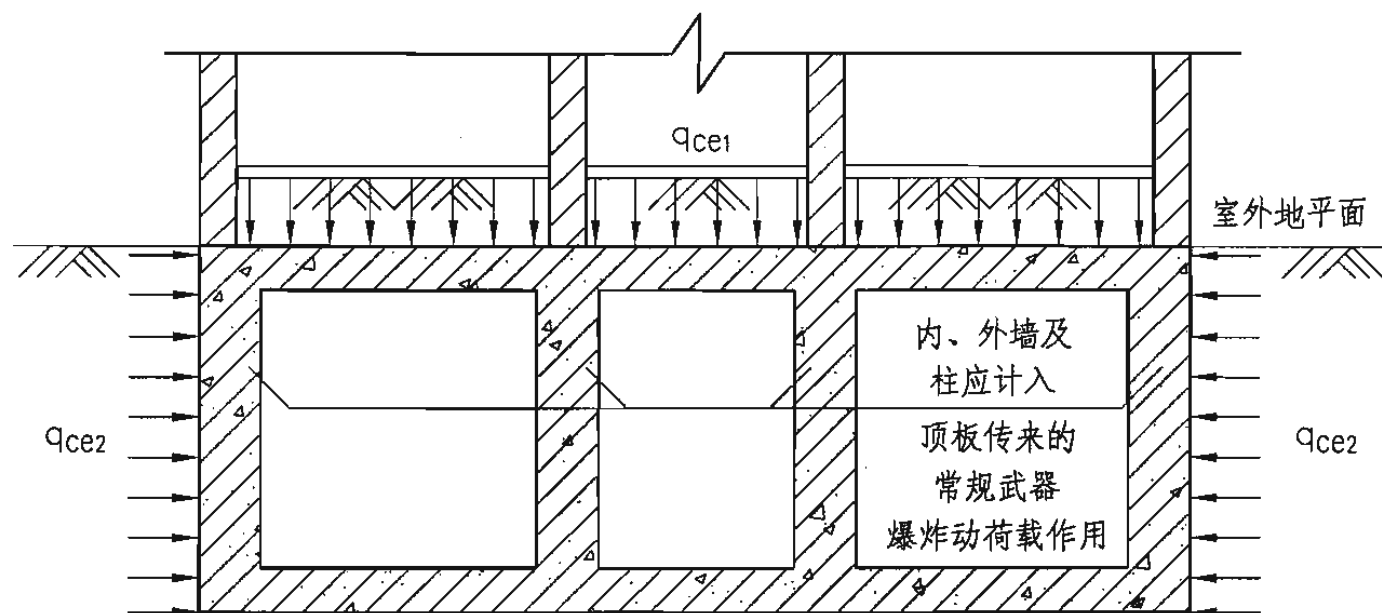 qce1
室外地平面
内、外墙及
柱应计入
qce2
顶板传来的
qce2
常规武器
爆炸动荷载作用